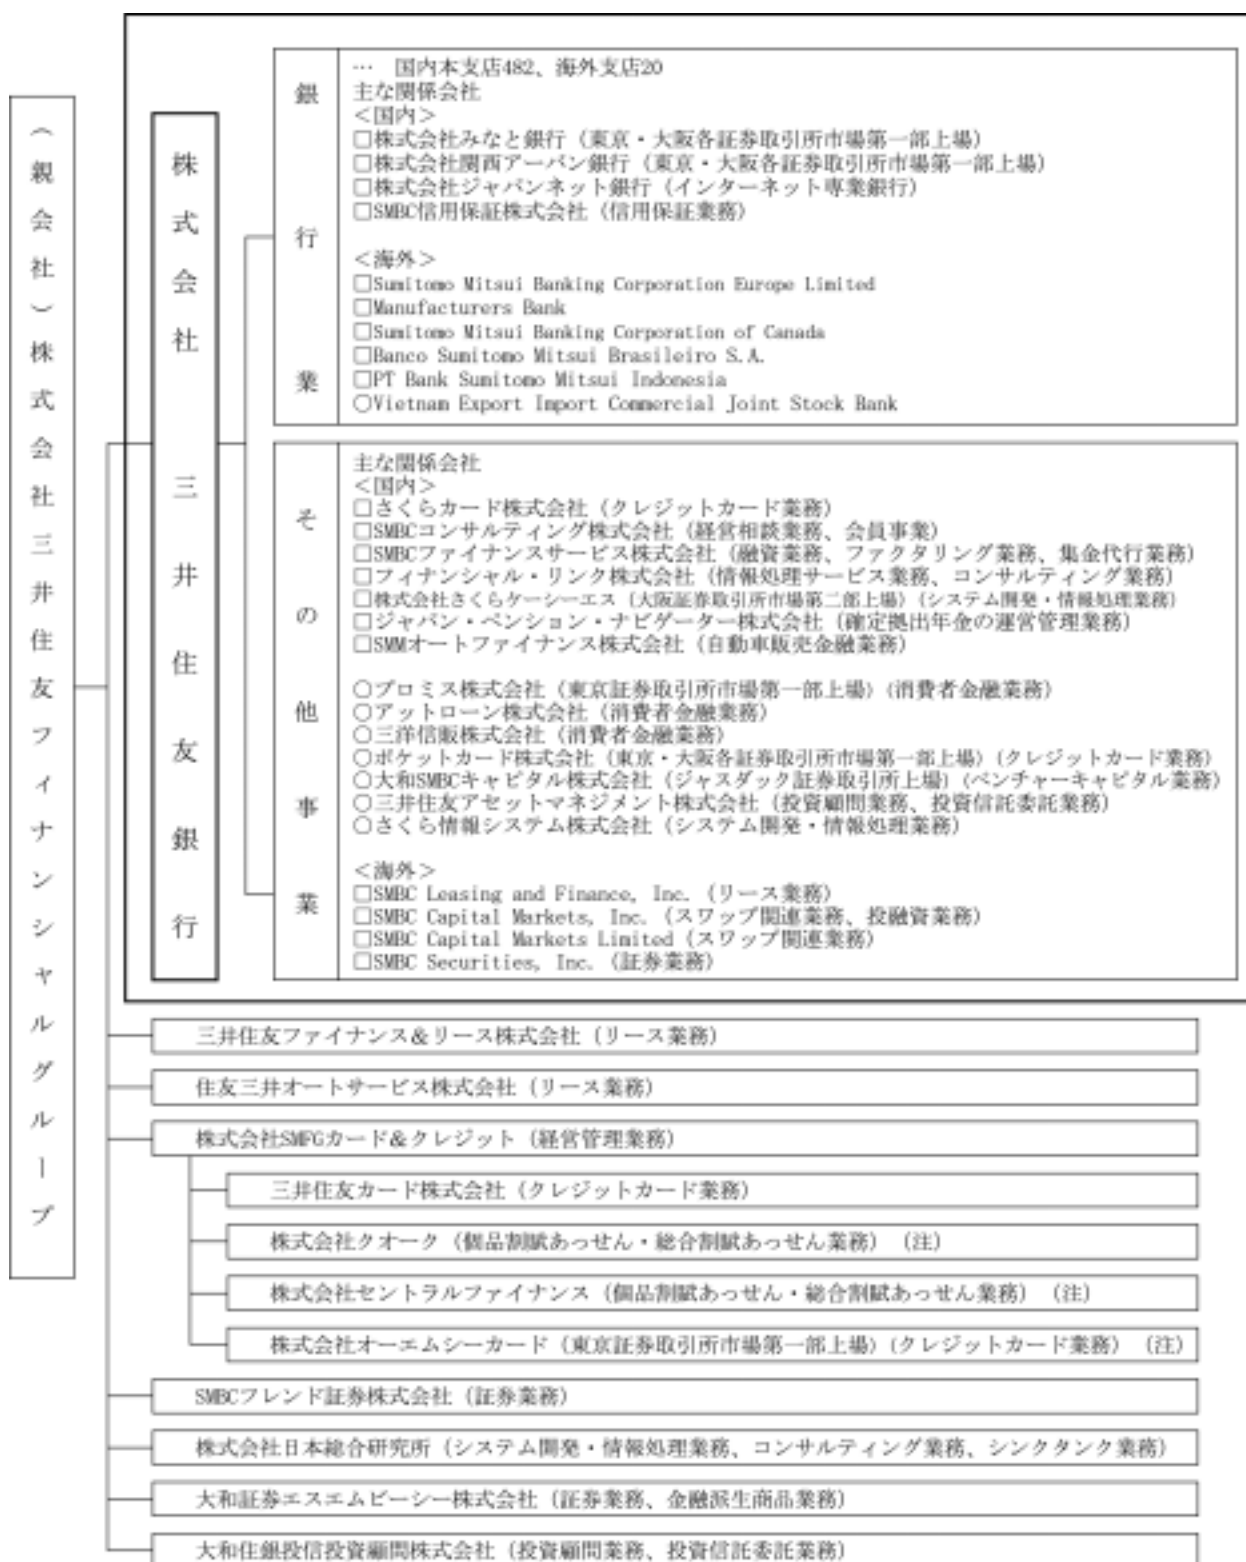 (親会社)株式会社三井住友フィナンシャルグループ
株式会社 三井住友銀行
銀行業
… 国内本支店482、海外支店20
主な関係会社
<国内>
□株式会社みなと銀行(東京・大阪各証券取引所市場第一部上場)
□株式会社関西アーバン銀行(東京・大阪各証券取引所市場第一部上場)
□株式会社ジャパンネット銀行(インターネット専業銀行)
□SMBC信用保証株式会社(信用保証業務)
<海外>
□Sumitomo Mitsui Banking Corporation Europe Limited
□Manufacturers Bank
□Sumitomo Mitsui Banking Corporation of Canada
□Banco Sumitomo Mitsui Brasileiro S.A.
□PT Bank Sumitomo Mitsui Indonesia
○Vietnam Export Import Commercial Joint Stock Bank
その他事業
主な関係会社
<国内>
□さくらカード株式会社(クレジットカード業務)
□SMBCコンサルティング株式会社(経営相談業務、会員事業)
□SMBCファイナンスサービス株式会社(融資業務、ファクタリング業務、集金代行業務)
□フィナンシャル・リンク株式会社(情報処理サービス業務、コンサルティング業務)
□株式会社さくらケーシーエス(大阪証券取引所市場第二部上場)(システム開発・情報処理業務)
□ジャパン・ペンション・ナビゲーター株式会社(確定拠出年金の運営管理業務)
□SMMオートファイナンス株式会社(自動車販売金融業務)
○プロミス株式会社(東京証券取引所市場第一部上場)(消費者金融業務)
○アットローン株式会社(消費者金融業務)
○三洋信販株式会社(消費者金融業務)
○ポケットカード株式会社(東京・大阪各証券取引所市場第一部上場)(クレジットカード業務)
○大和SMBCキャピタル株式会社(ジャスダック証券取引所上場)(ベンチャーキャピタル業務)
○三井住友アセットマネジメント株式会社(投資顧問業務、投資信託委託業務)
○さくら情報システム株式会社(システム開発・情報処理業務)
<海外>
□SMBC Leasing and Finance, Inc.(リース業務)
□SMBC Capital Markets, Inc.(スワップ関連業務、投融資業務)
□SMBC Capital Markets Limited(スワップ関連業務)
□SMBC Securities, Inc.(証券業務)
三井住友ファイナンス&リース株式会社(リース業務)
住友三井オートサービス株式会社(リース業務)
株式会社SMFGカード&クレジット(経営管理業務)
三井住友カード株式会社(クレジットカード業務)
株式会社クオーク(個品割賦あっせん・総合割賦あっせん業務)(注)
株式会社セントラルファイナンス(個品割賦あっせん・総合割賦あっせん業務)(注)
株式会社オーエムシーカード(東京証券取引所市場第一部上場)(クレジットカード業務)(注)
SMBCフレンド証券株式会社(証券業務)
株式会社日本総合研究所(システム開発・情報処理業務、コンサルティング業務、シンクタンク業務)
大和証券エスエムビーシー株式会社(証券業務、金融派生商品業務)
大和住銀投信投資顧問株式会社(投資顧問業務、投資信託委託業務)